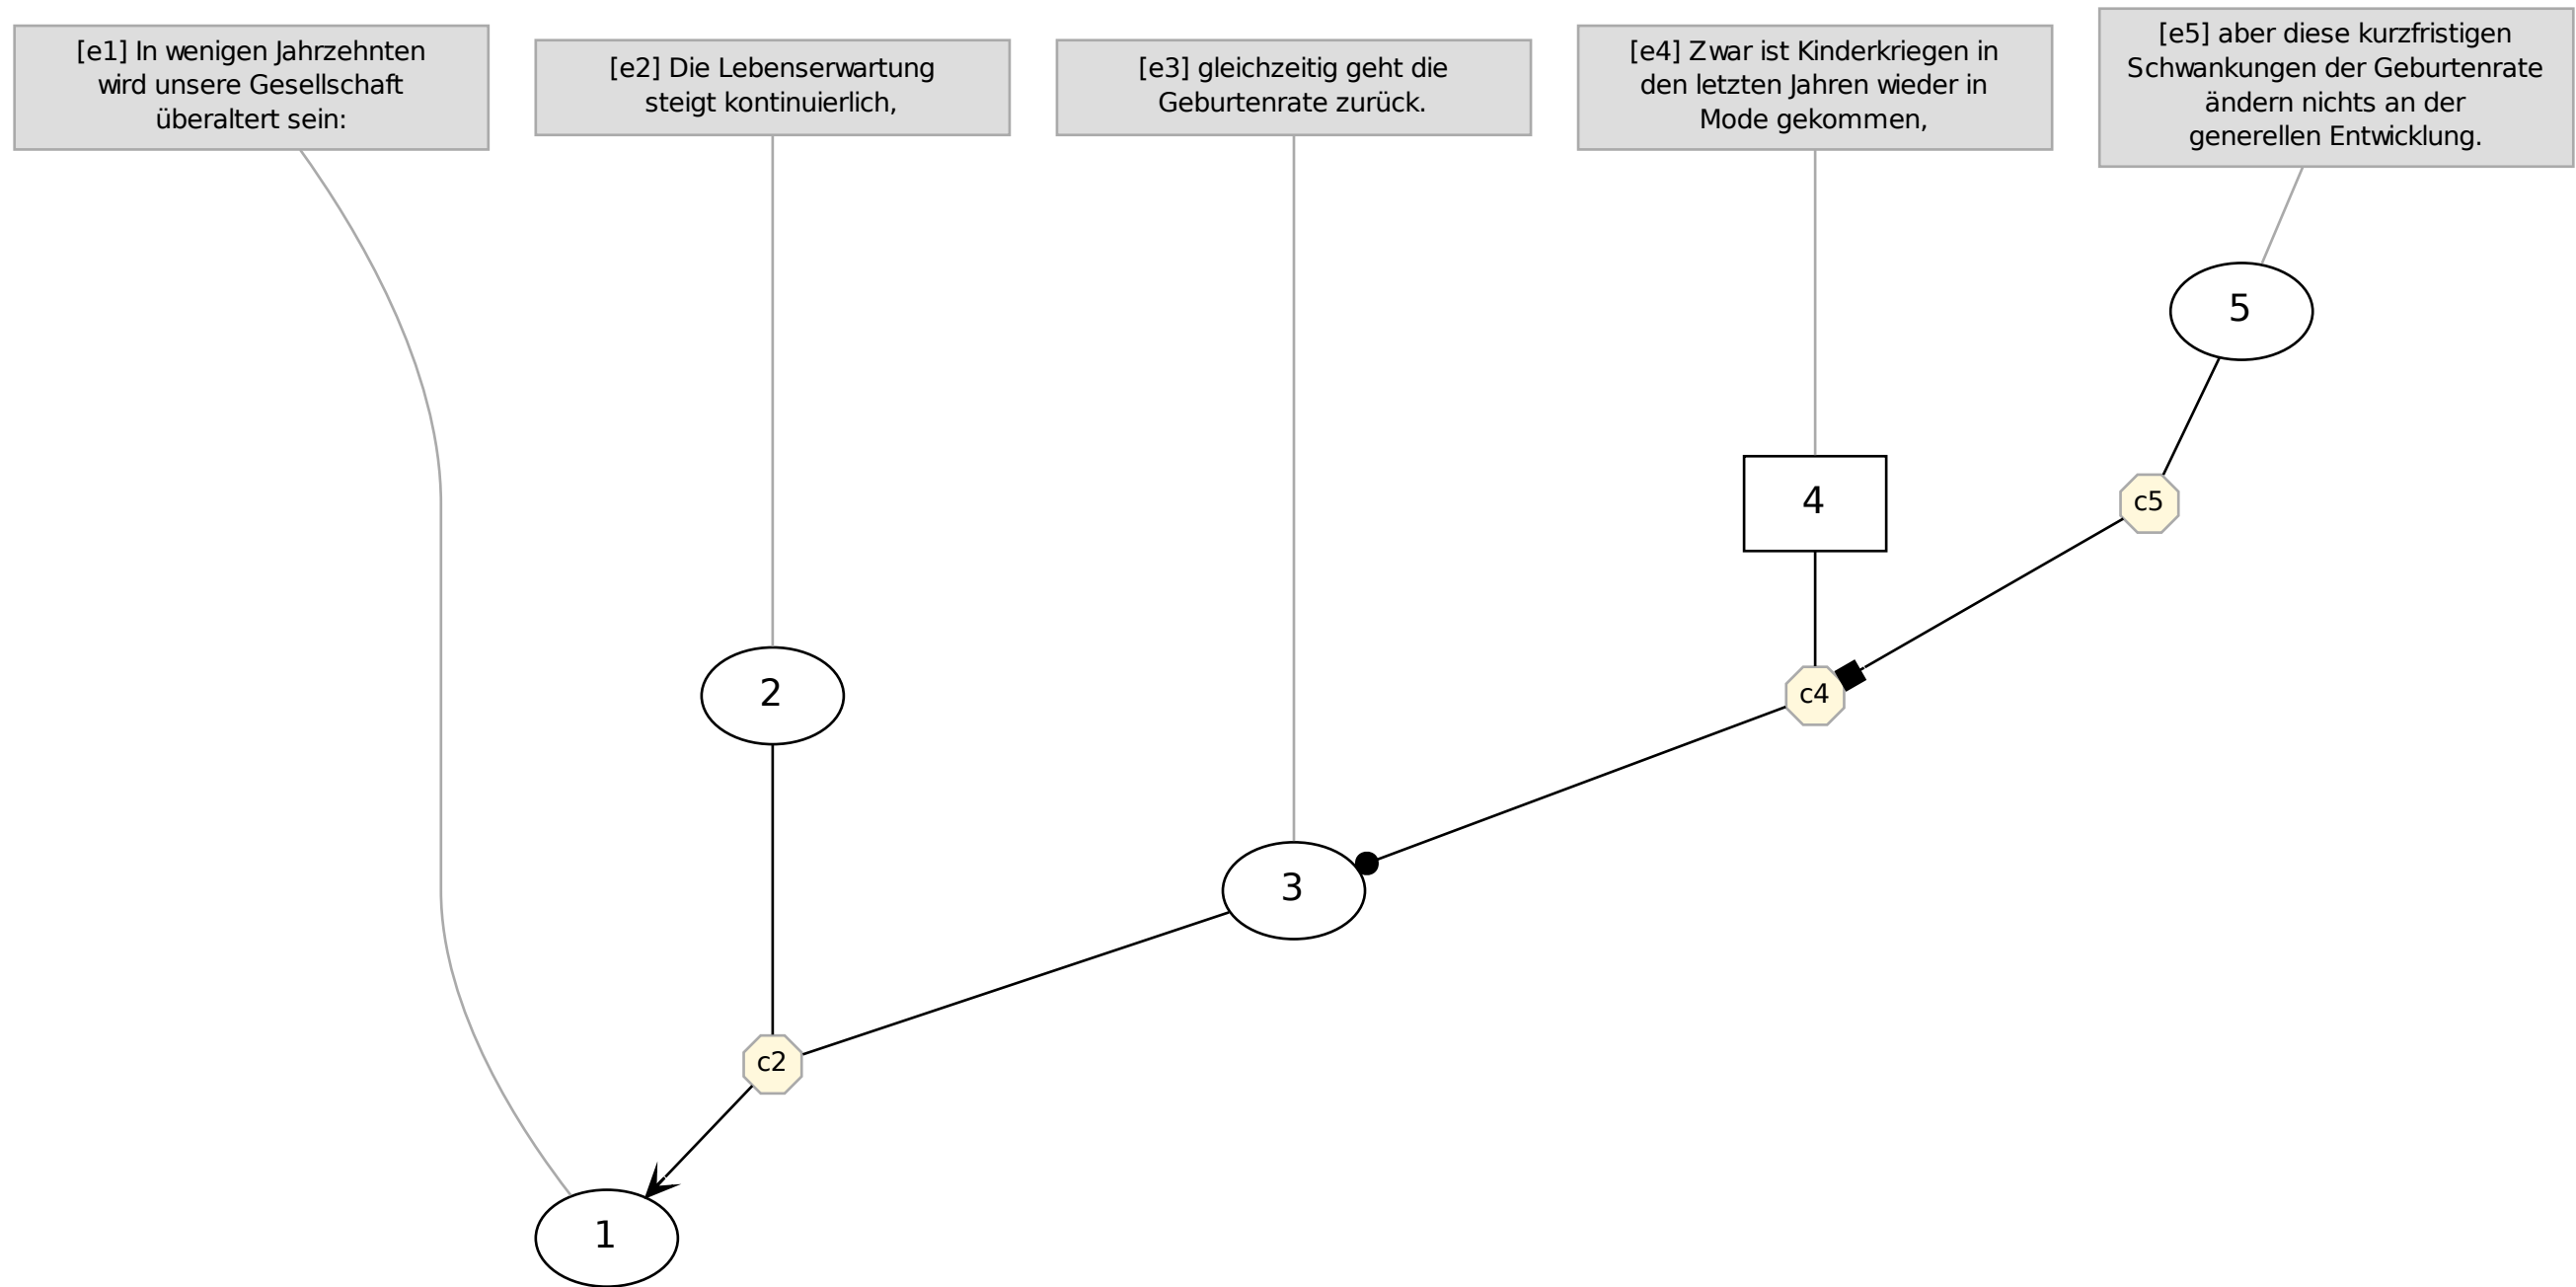 [e1] In wenigen Jahrzehnten
wird unsere Gesellschaft
überaltert sein:
[e2] Die Lebenserwartung
steigt kontinuierlich,
[e3] gleichzeitig geht die
Geburtenrate zurück.
[e4] Zwar ist Kinderkriegen in
den letzten Jahren wieder in
Mode gekommen,
[e5] aber diese kurzfristigen
Schwankungen der Geburtenrate
ändern nichts an der
generellen Entwicklung.
5
4
c5
2
c4
3
c2
1